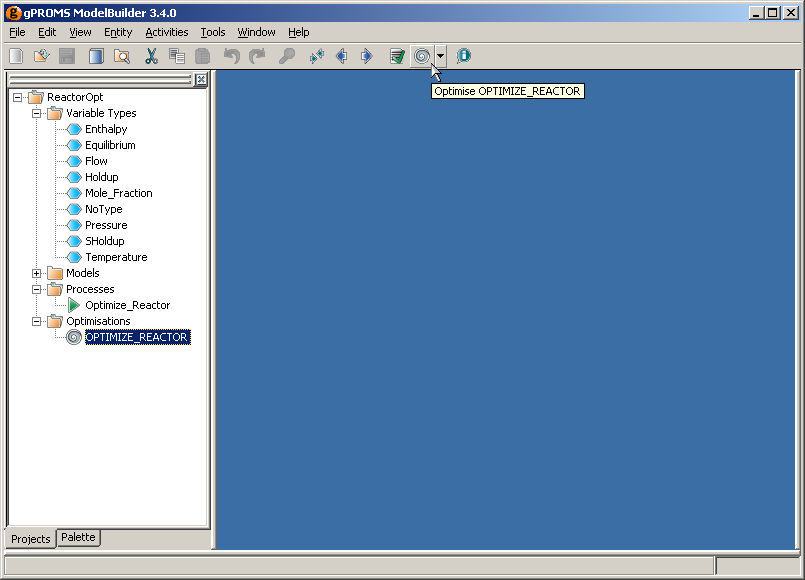 gPROMS ModelBuilder 3.4.0
File Edit View Entity Activities Tools Window Help
Optimise OPTIMIZE_REACTOR
ReactorOpt
Variable Types
Enthalpy
Equilibrium
Flow
Holdup
Mole_Fraction
NoType
Pressure
SHoldup
Temperature
Models
Processes
Optimize_Reactor
Optimisations
OPTIMIZE_REACTOR
Projects Palette